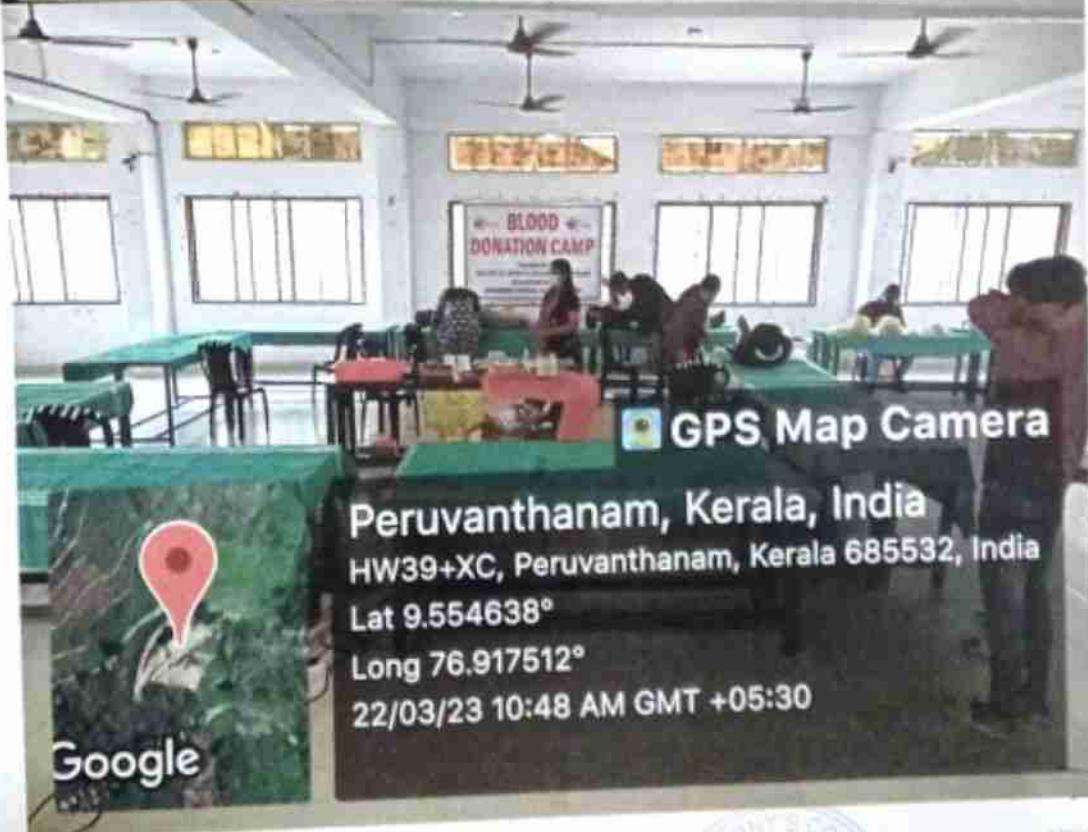 BLOOD
DONATION CAMP
GPS Map Camera
Peruvanthanam, Kerala, India
HW39+XC, Peruvanthanam, Kerala 685532, India
Lat 9.554638°
Long 76.917512°
22/03/23 10:48 AM GMT +05:30
Google